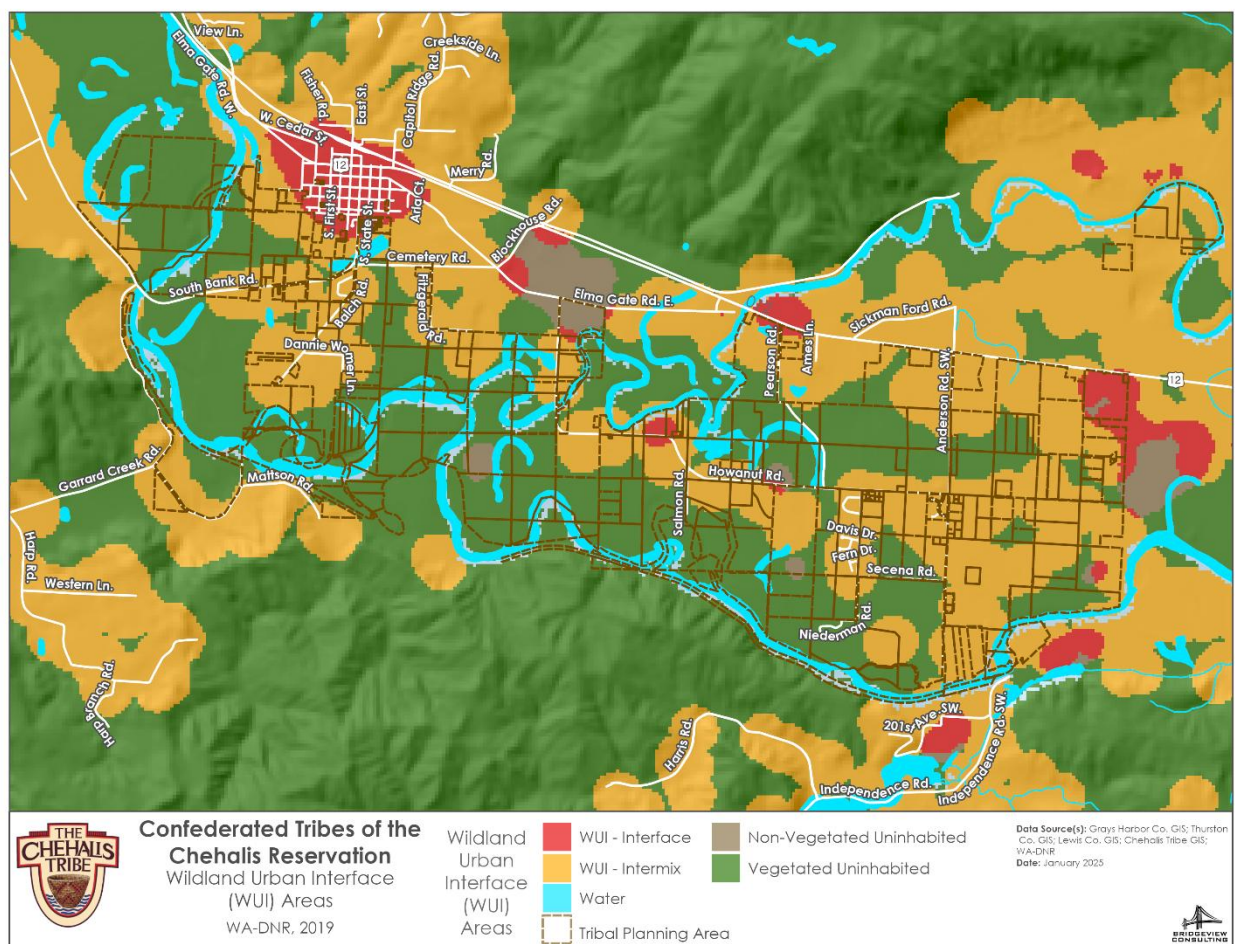 View Ln.
Elma Gate Rd. W.
Creekside Ln.
Fisher Rd.
East St.
Capitol Ridge Rd.
W. Cedar St.
12
Merry Rd.
S. First St.
S. State St.
Arla Ct.
Blockhouse Rd.
Cemetery Rd.
South Bank Rd.
Balch Rd.
Fitzgerald Rd.
Elma Gate Rd. E.
Dannie Womer Ln.
Pearson Rd.
Ames Ln.
Sickman Ford Rd.
Anderson Rd. SW.
12
Garrard Creek Rd.
Mattson Rd.
Salmon Rd.
Howanut Rd.
Davis Dr.
Fern Dr.
Secena Rd.
Niederman Rd.
Harp Rd.
Western Ln.
Harp Branch Rd.
Harris Rd.
201st Ave. SW.
Independence Rd.
Independence Rd. SW.
THE
CHEHALIS
TRIBE
Confederated Tribes of the
Chehalis Reservation
Wildland Urban Interface
(WUI) Areas
WA-DNR, 2019
Wildland
Urban
Interface
(WUI)
Areas
WUI - Interface
WUI - Intermix
Water
Tribal Planning Area
Non-Vegetated Uninhabited
Vegetated Uninhabited
Data Source(s): Grays Harbor Co. GIS; Thurston
Co. GIS; Lewis Co. GIS; Chehalis Tribe GIS;
WA-DNR
Date: January 2025
BRIDGEVIEW
CONSULTING